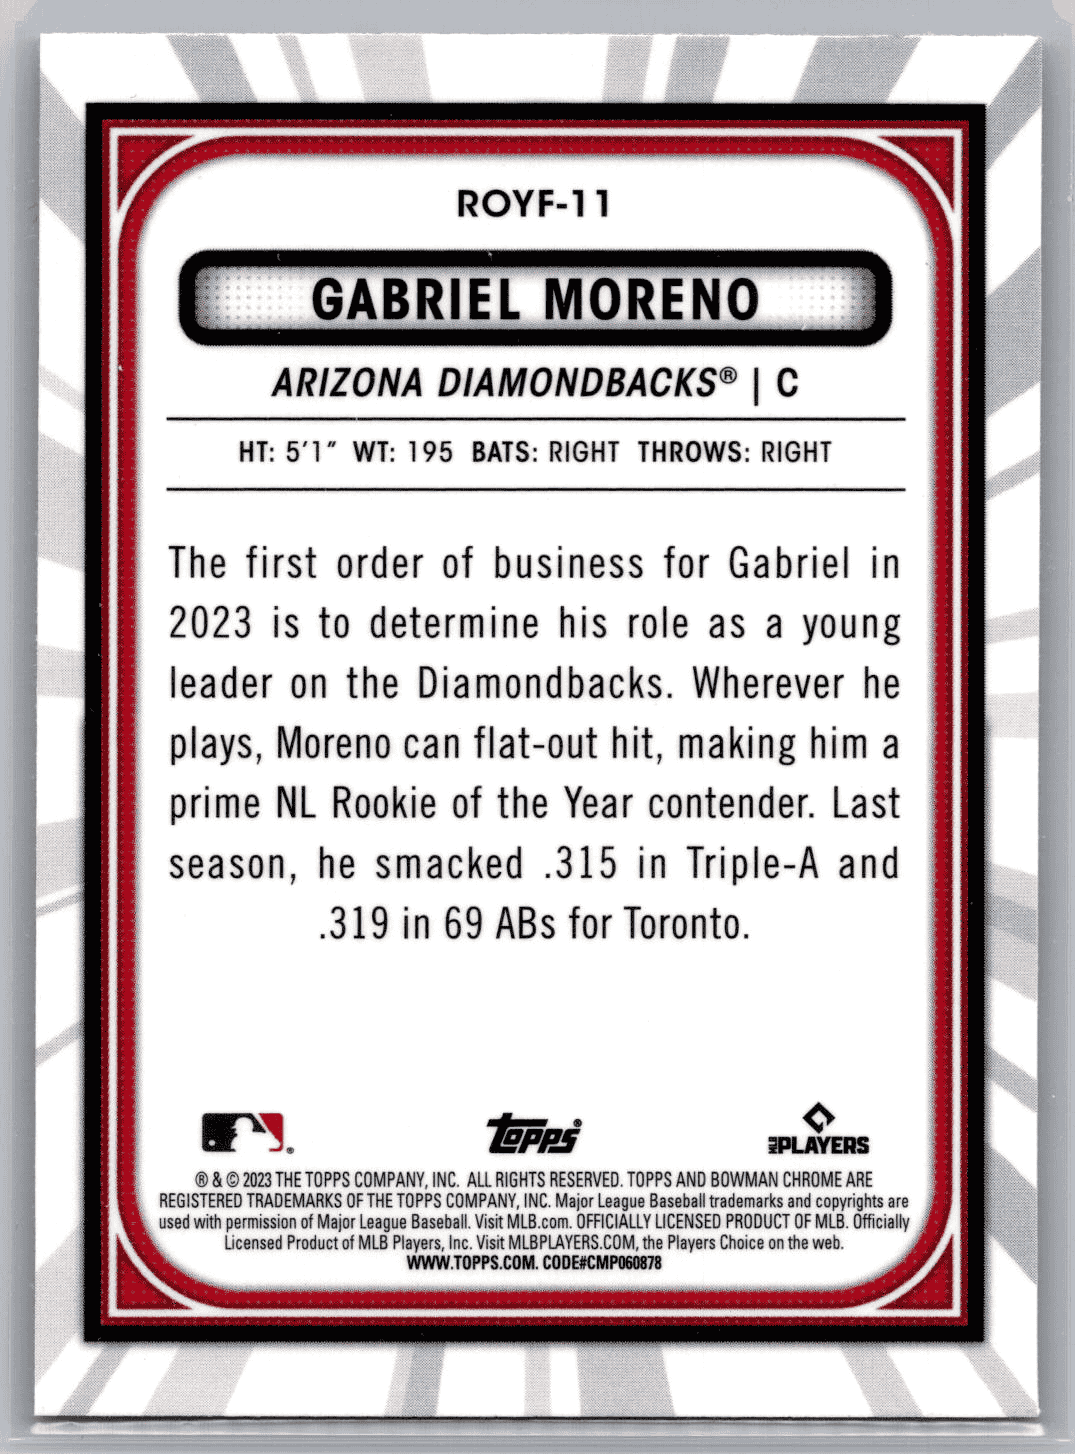 ROYF-11
GABRIEL MORENO
ARIZONA DIAMONDBACKS® | C
HT: 5'1" WT: 195 BATS: RIGHT THROWS: RIGHT
The first order of business for Gabriel in
2023 is to determine his role as a young
leader on the Diamondbacks. Wherever he
plays, Moreno can flat-out hit, making him a
prime NL Rookie of the Year contender. Last
season, he smacked .315 in Triple-A and
.319 in 69 ABs for Toronto.
®
Topps®
MLB PLAYERS
® & © 2023 THE TOPPS COMPANY, INC. ALL RIGHTS RESERVED. TOPPS AND BOWMAN CHROME ARE
REGISTERED TRADEMARKS OF THE TOPPS COMPANY, INC. Major League Baseball trademarks and copyrights are
used with permission of Major League Baseball. Visit MLB.com. OFFICIALLY LICENSED PRODUCT OF MLB. Officially
Licensed Product of MLB Players, Inc. Visit MLBPLAYERS.COM, the Players Choice on the web.
WWW.TOPPS.COM. CODE#CMP060878